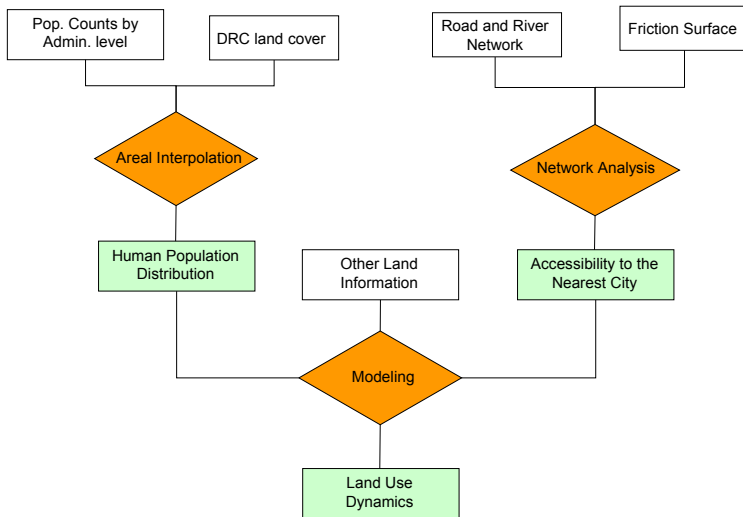 Pop. Counts by
Admin. level
DRC land cover
Road and River
Network
Friction Surface
Areal Interpolation
Network Analysis
Human Population
Distribution
Other Land
Information
Accessibility to the
Nearest City
Modeling
Land Use
Dynamics